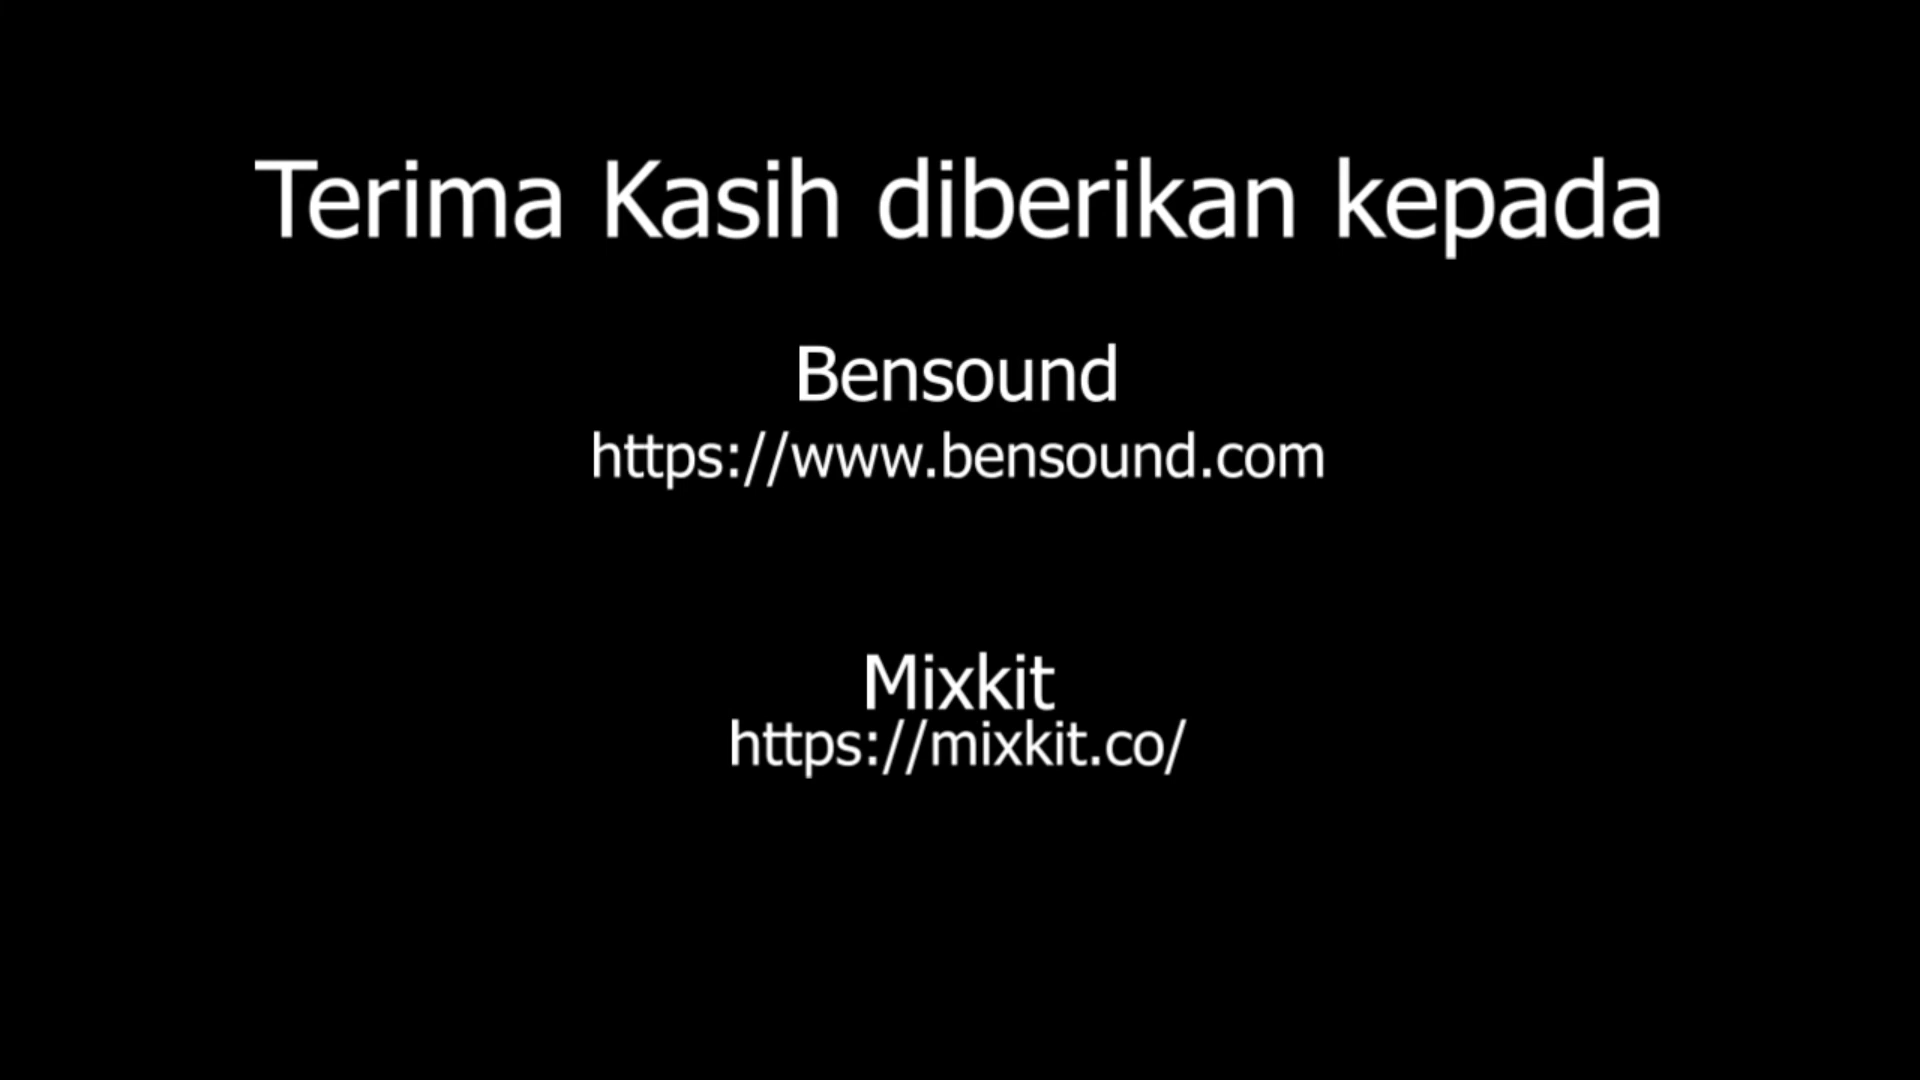 Terima Kasih diberikan kepada
Bensound
https://www.bensound.com
Mixkit
https://mixkit.co/